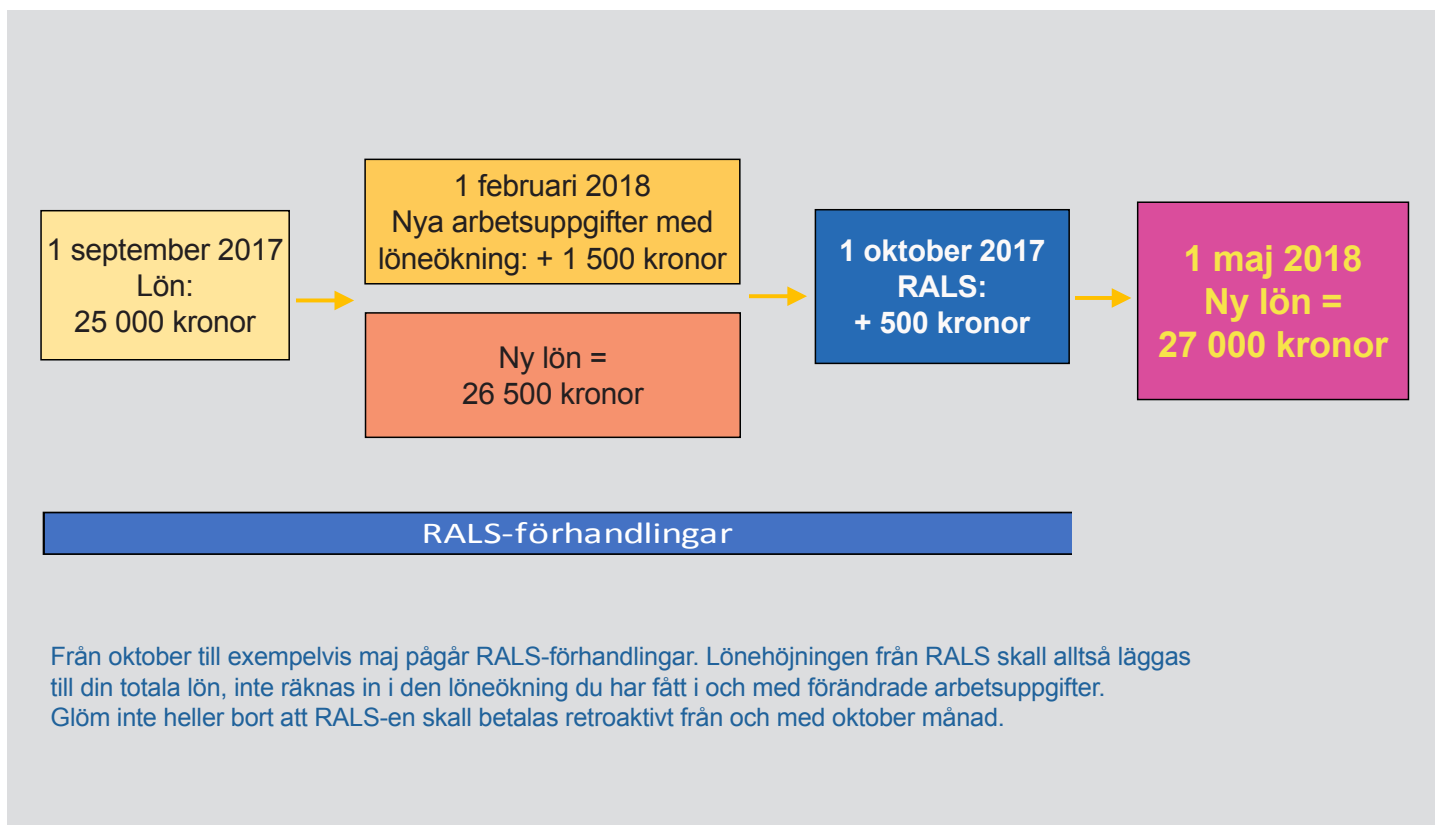 1 september 2017
Lön:
25 000 kronor
1 februari 2018
Nya arbetsuppgifter med
löneökning: + 1 500 kronor
Ny lön =
26 500 kronor
1 oktober 2017
RALS:
+ 500 kronor
1 maj 2018
Ny lön =
27 000 kronor
RALS-förhandlingar
Från oktober till exempelvis maj pågår RALS-förhandlingar. Lönehöjningen från RALS skall alltså läggas
till din totala lön, inte räknas in i den löneökning du har fått i och med förändrade arbetsuppgifter.
Glöm inte heller bort att RALS-en skall betalas retroaktivt från och med oktober månad.